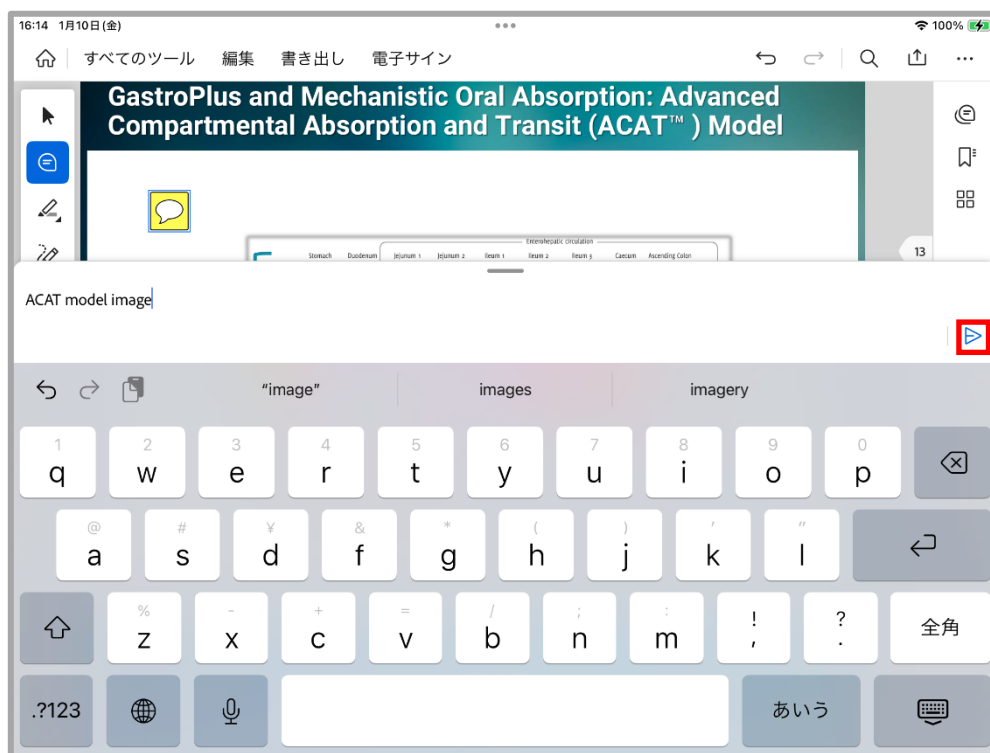 16:14 1月10日(金)
100%
すべてのツール 編集 書き出し 電子サイン
GastroPlus and Mechanistic Oral Absorption: Advanced
Compartmental Absorption and Transit (ACAT™ ) Model
Enterohepatic circulation
Stomach Duodenum Jejunum 1 Jejunum 2 Ileum 1 Ileum 2 Ileum 3 Caecum Ascending Colon
13
ACAT model image
“image” images imagery
1 2 3 4 5 6 7 8 9 0
q w e r t y u i o p
@ # ¥ & * ( ) ' "
a s d f g h j k l
% - + = / ; : ! ?
z x c v b n m , . 全角
.?123 あいう